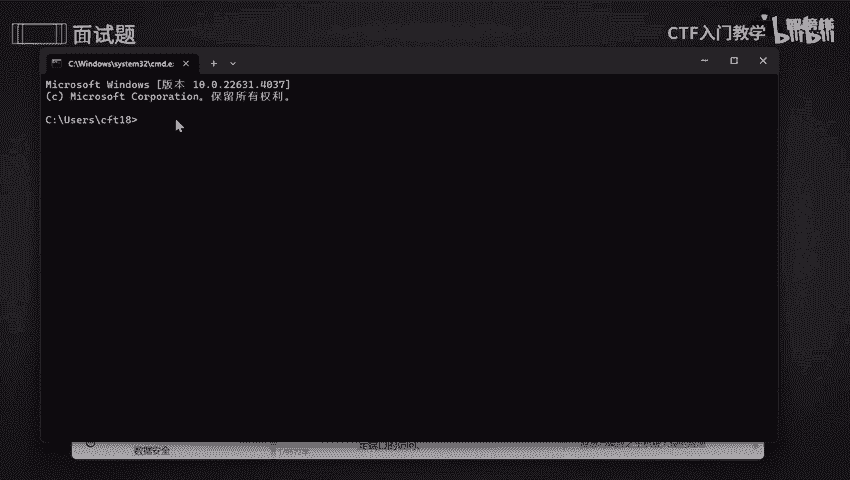 面试题
CTF入门教学
bilibili
C:\Windows\system32\cmd.e
Microsoft Windows [版本 10.0.22631.4037]
(c) Microsoft Corporation。保留所有权利。
C:\Users\cft18>
数据安全